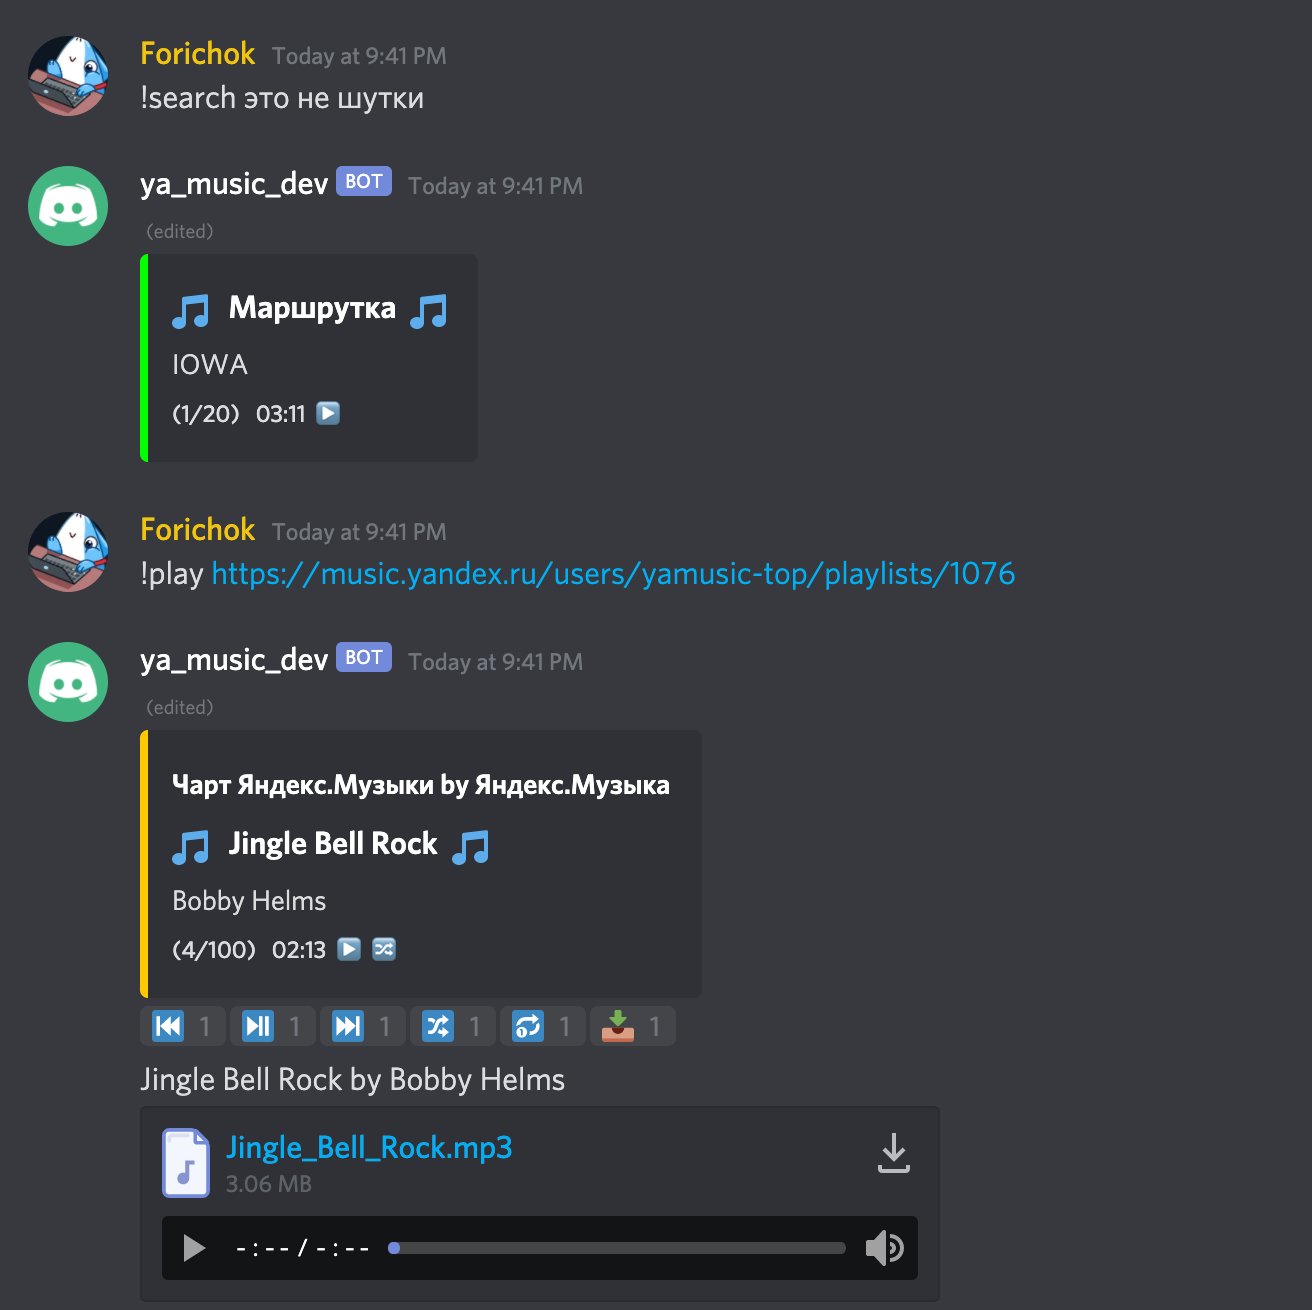 Forichok Today at 9:41 PM
!search это не шутки
ya_music_dev BOT Today at 9:41 PM
(edited)
Маршрутка
IOWA
(1/20) 03:11
Forichok Today at 9:41 PM
!play https://music.yandex.ru/users/yamusic-top/playlists/1076
ya_music_dev BOT Today at 9:41 PM
(edited)
Чарт Яндекс.Музыки by Яндекс.Музыка
Jingle Bell Rock
Bobby Helms
(4/100) 02:13
1 1 1 1 1 1
Jingle Bell Rock by Bobby Helms
Jingle_Bell_Rock.mp3
3.06 MB
-:-- / -:--